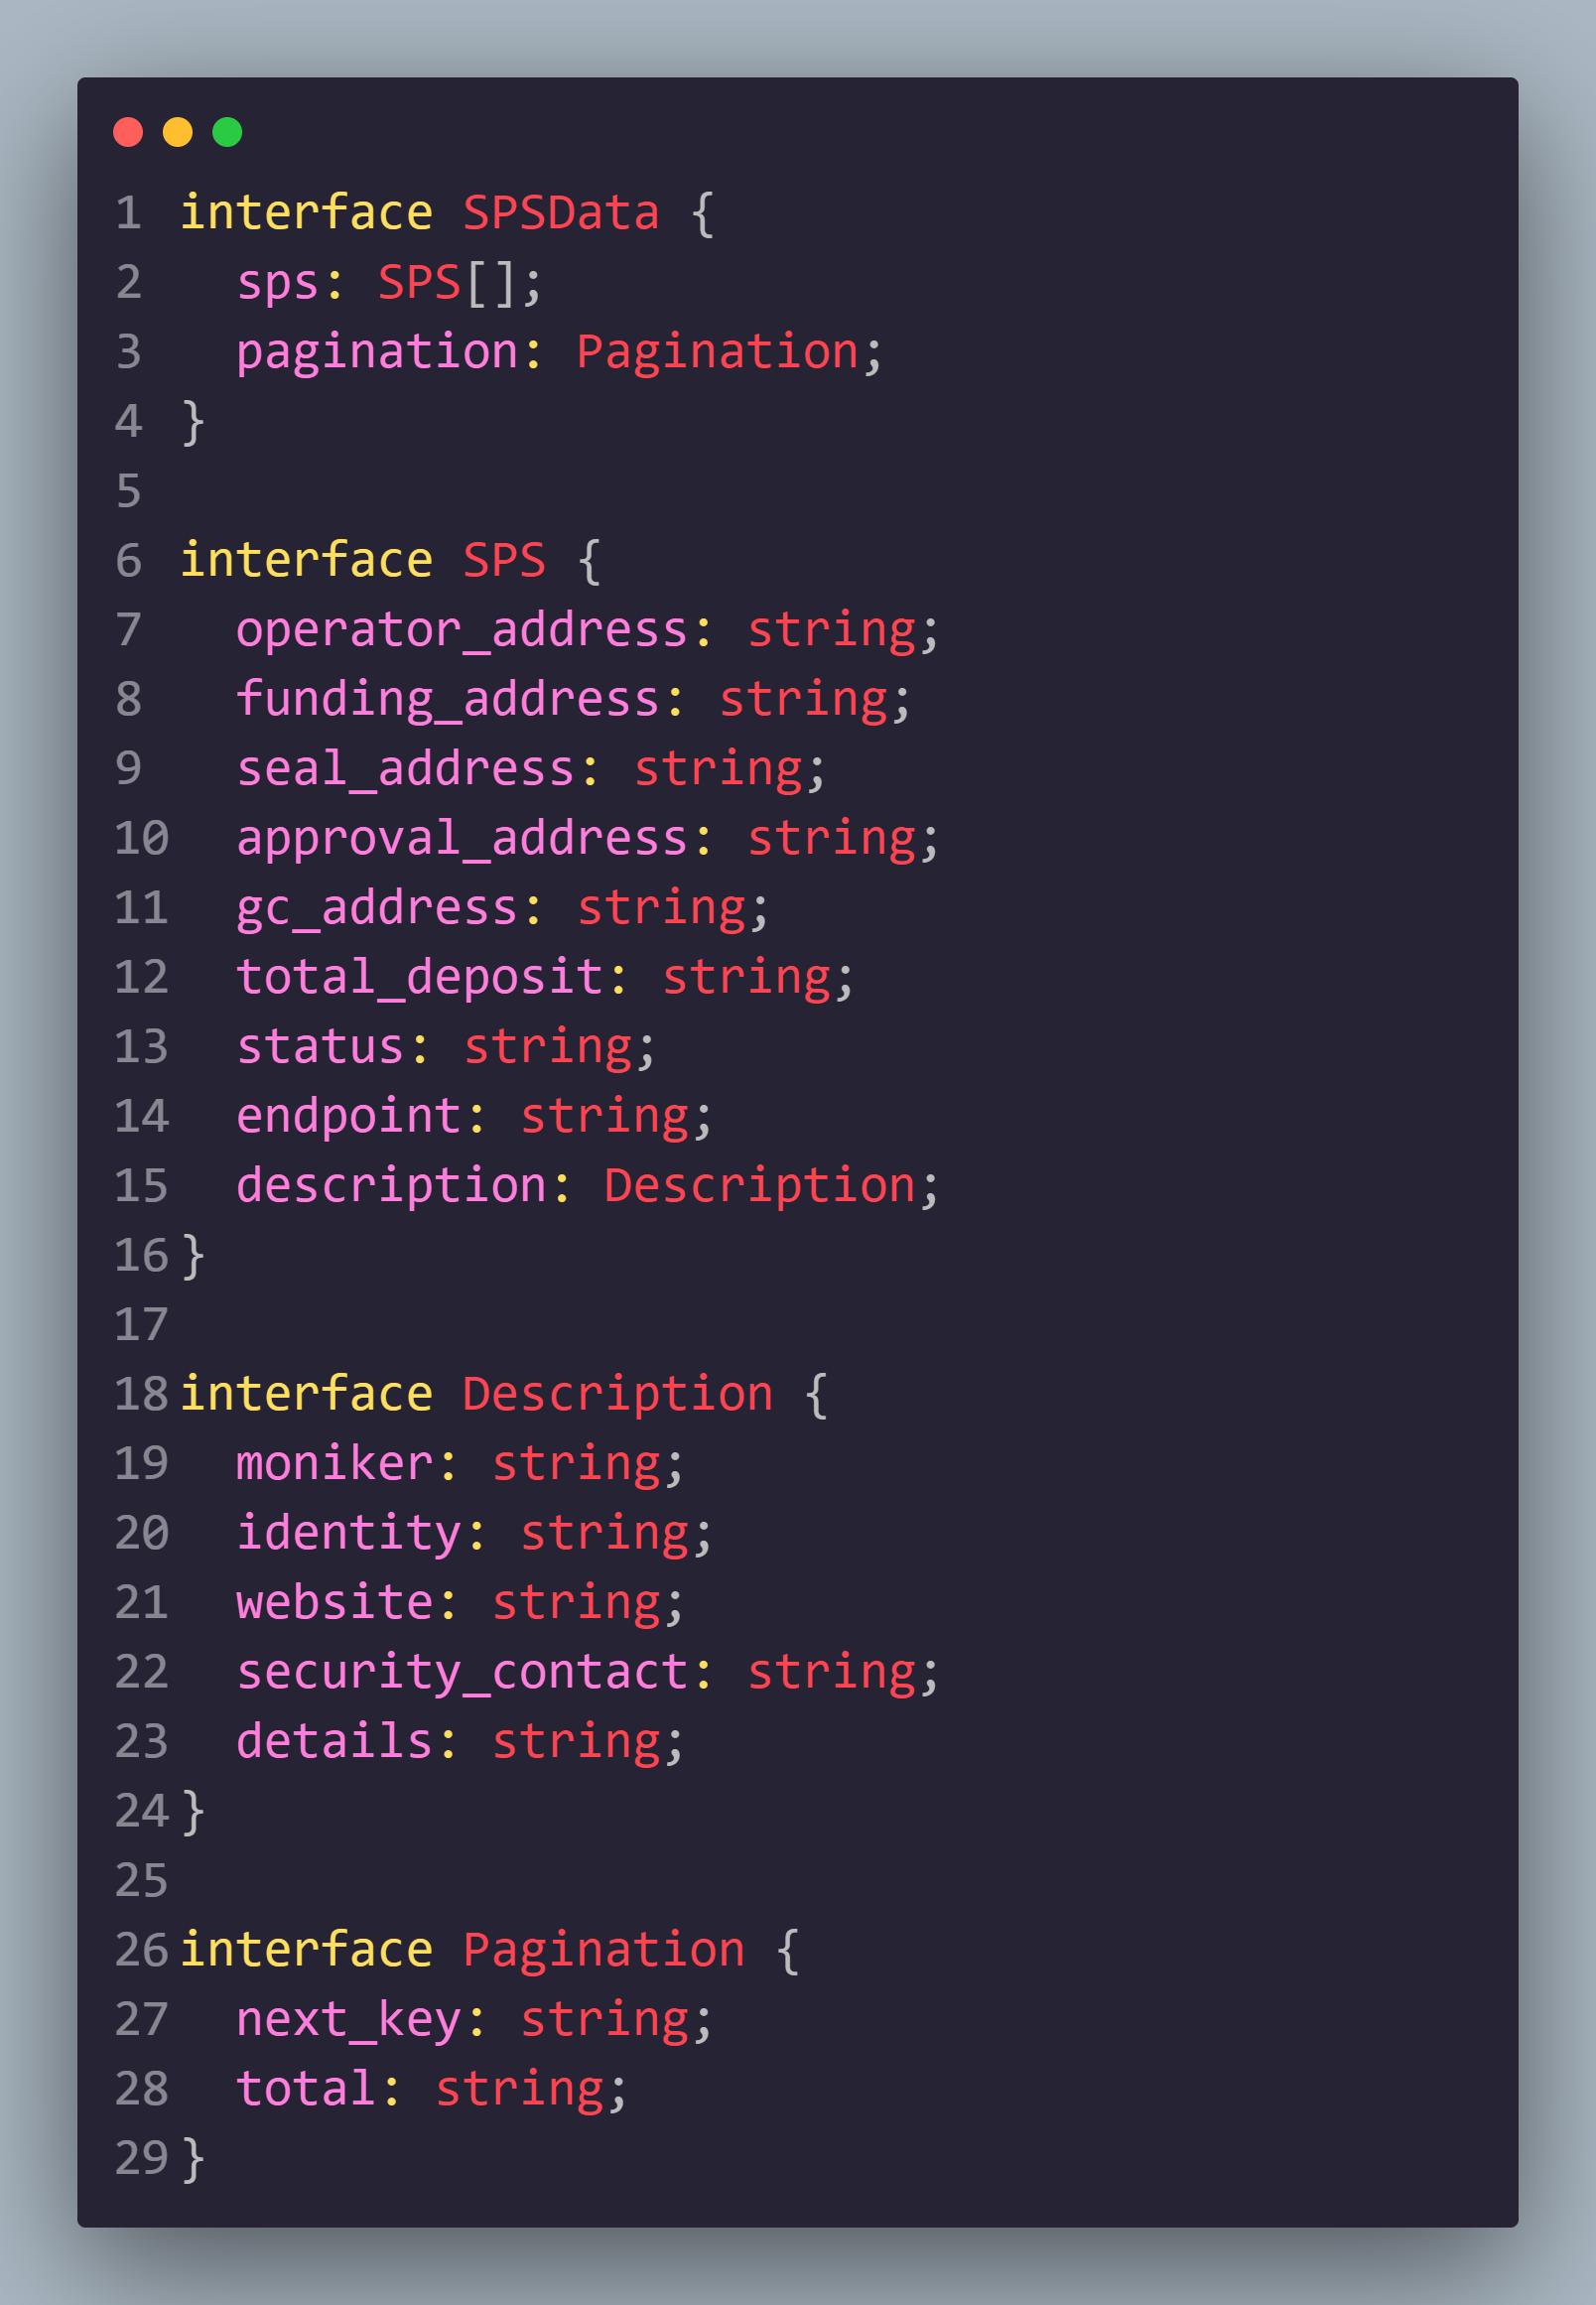 1 interface SPSData {
2   sps: SPS[];
3   pagination: Pagination;
4 }
5
6 interface SPS {
7   operator_address: string;
8   funding_address: string;
9   seal_address: string;
10   approval_address: string;
11   gc_address: string;
12   total_deposit: string;
13   status: string;
14   endpoint: string;
15   description: Description;
16 }
17
18 interface Description {
19   moniker: string;
20   identity: string;
21   website: string;
22   security_contact: string;
23   details: string;
24 }
25
26 interface Pagination {
27   next_key: string;
28   total: string;
29 }